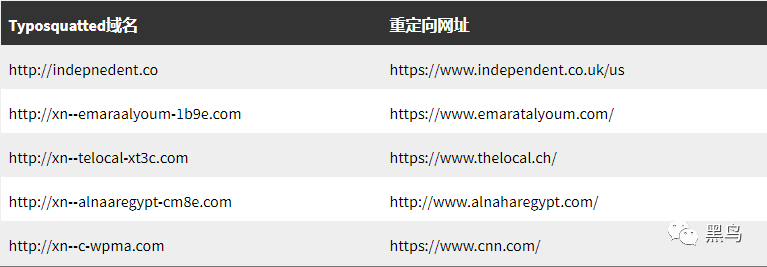 Typosquatted域名 重定向网址
http://indepnedent.co https://www.independent.co.uk/us
http://xn--emaraalyoum-1b9e.com https://www.emaratalyoum.com/
http://xn--telocal-xt3c.com https://www.thelocal.ch/
http://xn--alnaaregypt-cm8e.com http://www.alnaharegypt.com/
http://xn--c-wpma.com https://www.cnn.com/
黑鸟